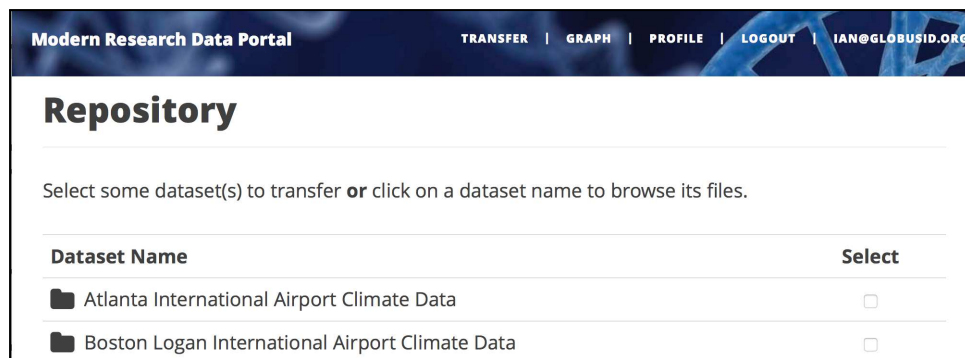 Modern Research Data Portal TRANSFER | GRAPH | PROFILE | LOGOUT | IAN@GLOBUSID.ORG
Repository
Select some dataset(s) to transfer or click on a dataset name to browse its files.
Dataset Name Select
Atlanta International Airport Climate Data
Boston Logan International Airport Climate Data